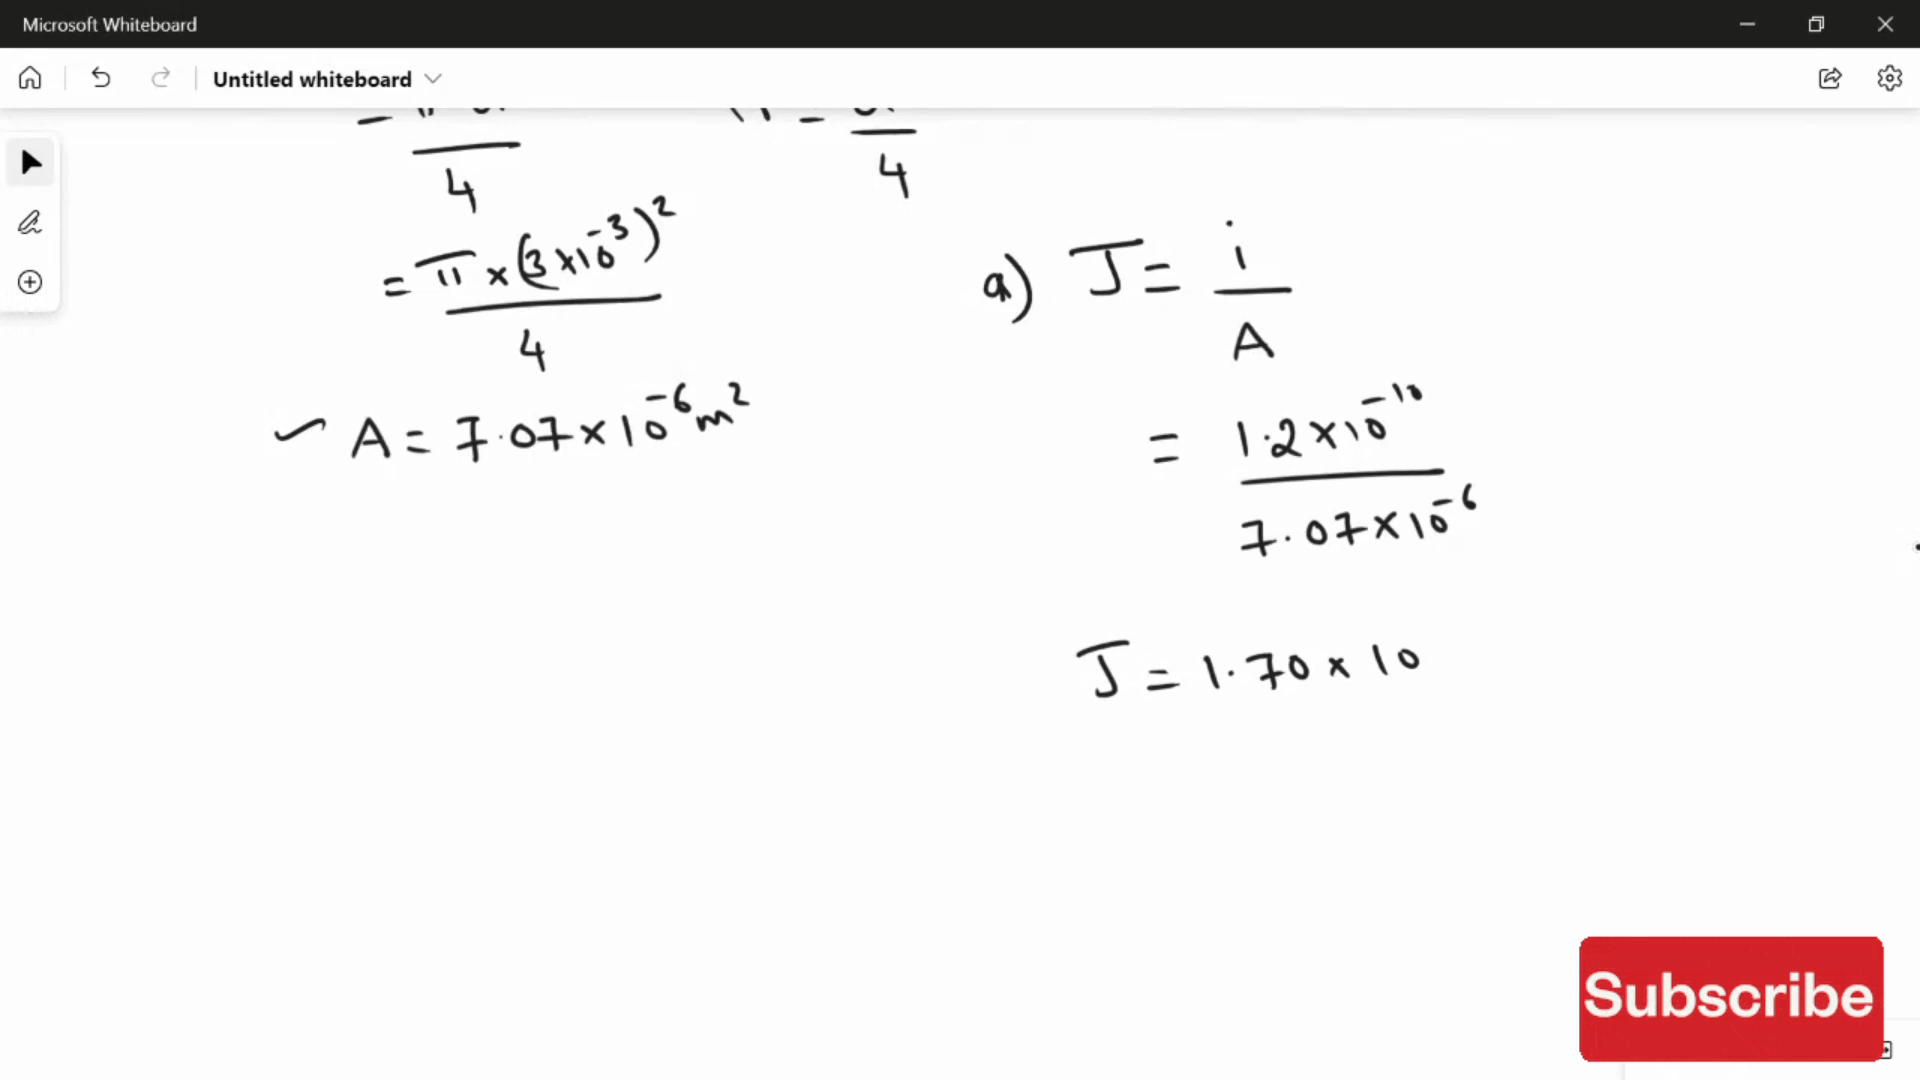 Microsoft Whiteboard
Untitled whiteboard
4
4
= π × (3 × 10⁻³)²
4
A = 7.07 × 10⁻⁶ m²
a) J = i
A
= 1.2 × 10⁻¹⁰
7.07 × 10⁻⁶
J = 1.70 × 10
Subscribe